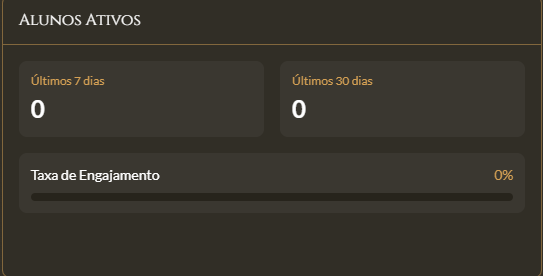 Alunos Ativos
Últimos 7 dias
Últimos 30 dias
0
0
Taxa de Engajamento
0%